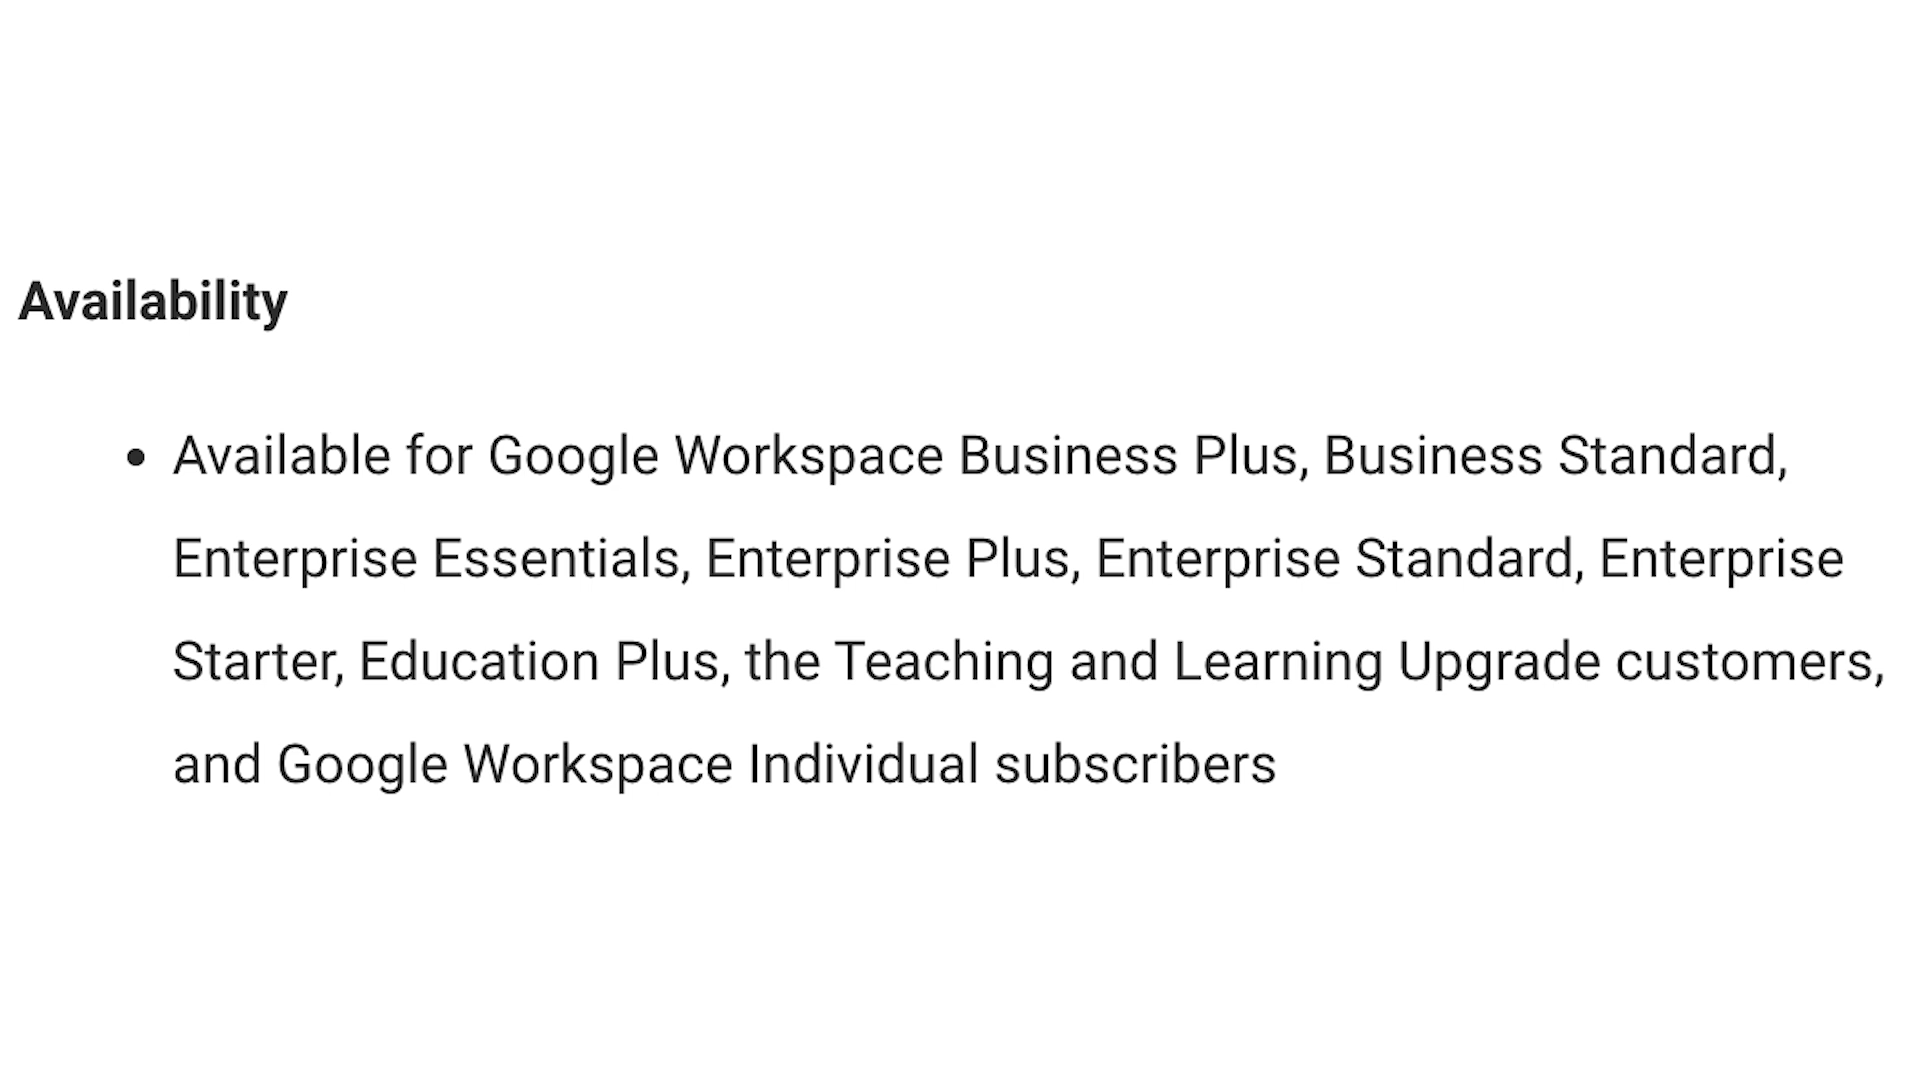 Availability
• Available for Google Workspace Business Plus, Business Standard,
Enterprise Essentials, Enterprise Plus, Enterprise Standard, Enterprise
Starter, Education Plus, the Teaching and Learning Upgrade customers,
and Google Workspace Individual subscribers